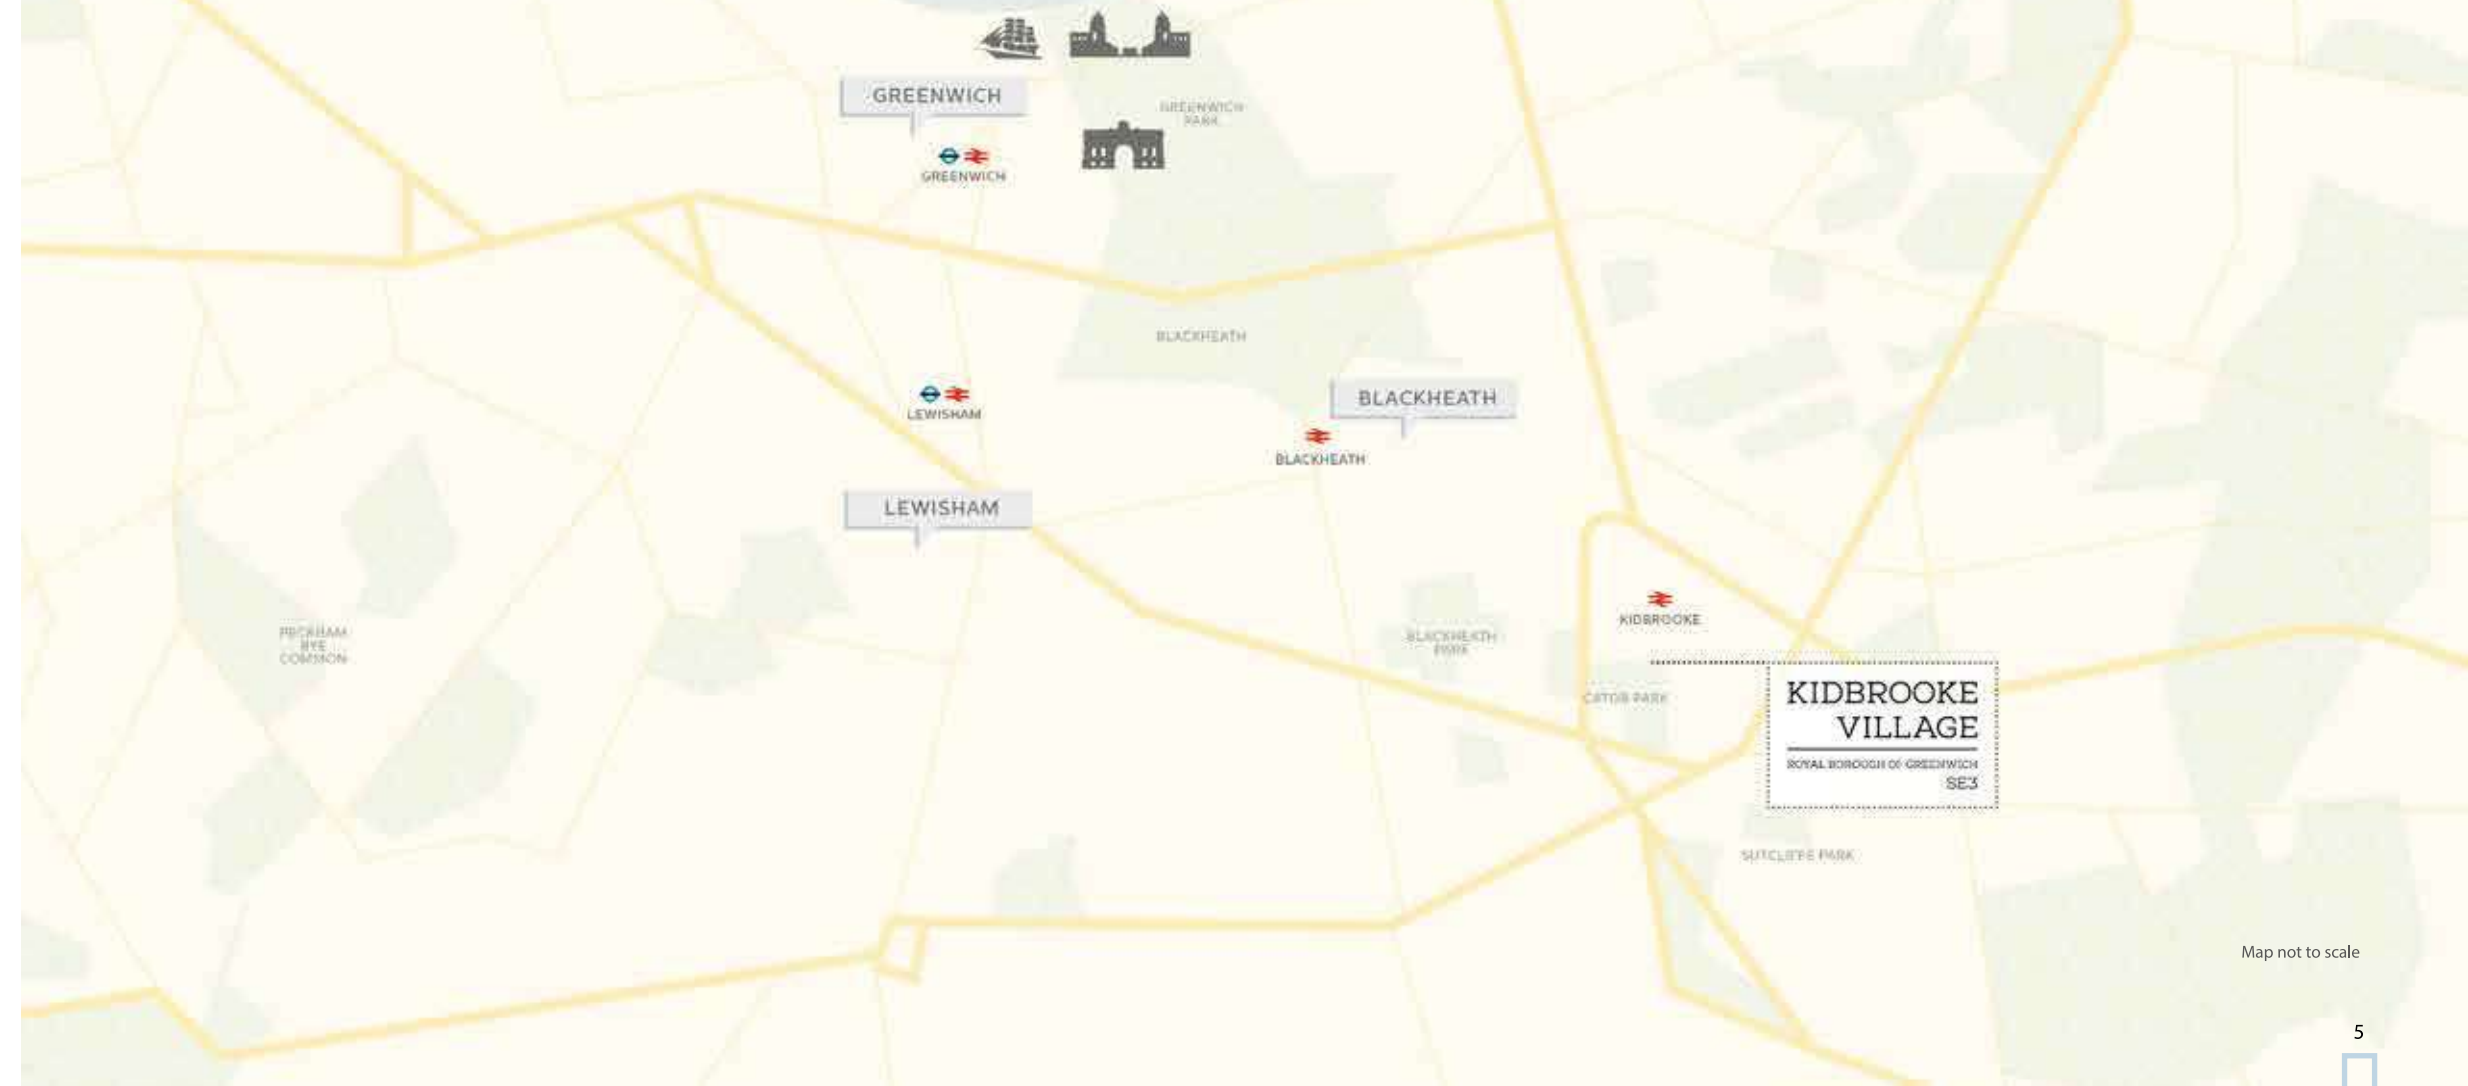 GREENWICH
GREENWICH
PARK
GREENWICH
BLACKHEATH
BLACKHEATH
LEWISHAM
BLACKHEATH
LEWISHAM
KIDBROOKE
PECKHAM
RYE
COMMON
BLACKHEATH
PARK
CATOR PARK
KIDBROOKE
VILLAGE
ROYAL BOROUGH OF GREENWICH
SE3
SUTCLIFFE PARK
Map not to scale
5